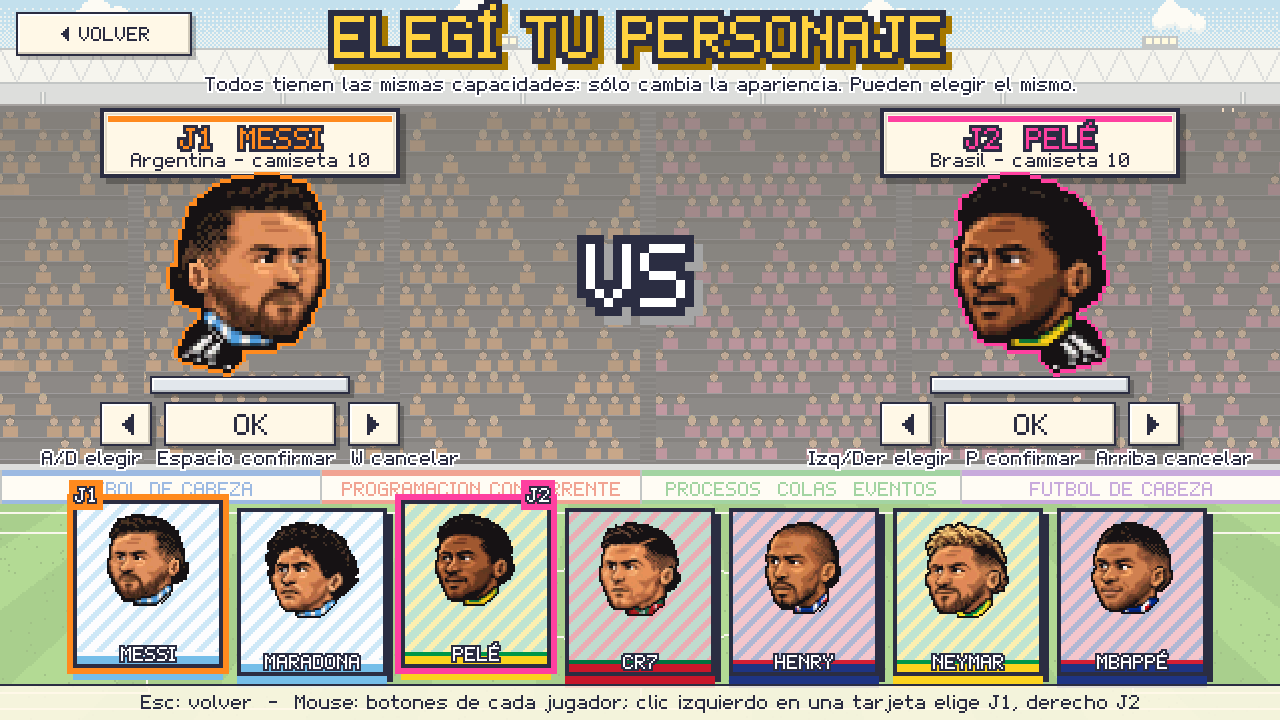 VOLVER
ELEGÍ TU PERSONAJE
Todos tienen las mismas capacidades: sólo cambia la apariencia. Pueden elegir el mismo.
J1 MESSI
Argentina - camiseta 10
J2 PELÉ
Brasil - camiseta 10
VS
OK
OK
A/D elegir Espacio confirmar W cancelar
Izq/Der elegir P confirmar Arriba cancelar
BOL DE CABEZA
PROGRAMACION CON RRENTE
PROCESOS COLAS EVENTOS
FUTBOL DE CABEZA
J1
J2
MESSI
MARADONA
PELÉ
CR7
HENRY
NEYMAR
MBAPPÉ
Esc: volver - Mouse: botones de cada jugador; clic izquierdo en una tarjeta elige J1, derecho J2